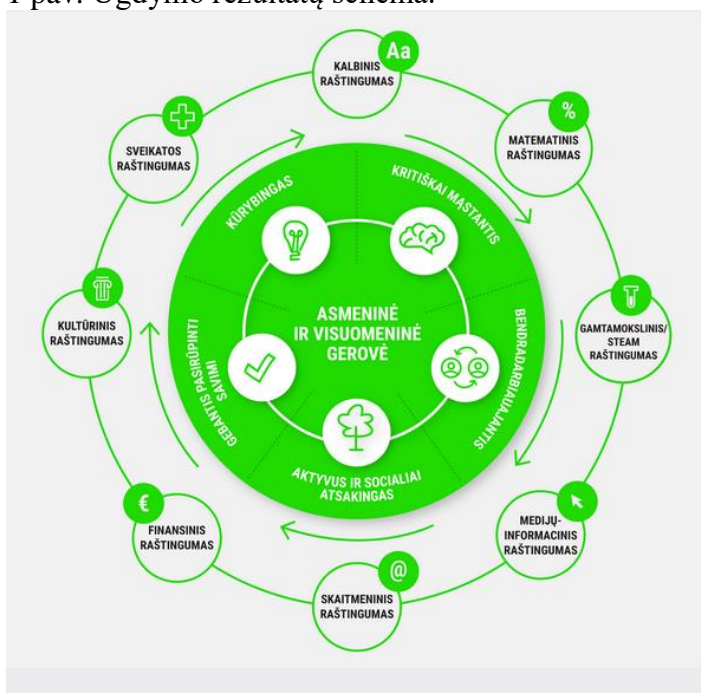 1 pav. Ugdymo rezultatų schema.
KALBINIS
RAŠTINGUMAS
Aa
MATEMATINIS
RAŠTINGUMAS
%
GAMTAMOKSLINIS/
STEAM
RAŠTINGUMAS
MEDIJŲ-
INFORMACINIS
RAŠTINGUMAS
SKAITMENINIS
RAŠTINGUMAS
@
FINANSINIS
RAŠTINGUMAS
€
KULTŪRINIS
RAŠTINGUMAS
SVEIKATOS
RAŠTINGUMAS
KŪRYBINGAS
KRITIŠKAI MĄSTANTIS
BENDRADARBIAUJANTIS
AKTYVUS IR SOCIALIAI
ATSAKINGAS
GEBANTIS PASIRŪPINTI
SAVIMI
ASMENINĖ
IR VISUOMENINĖ
GEROVĖ